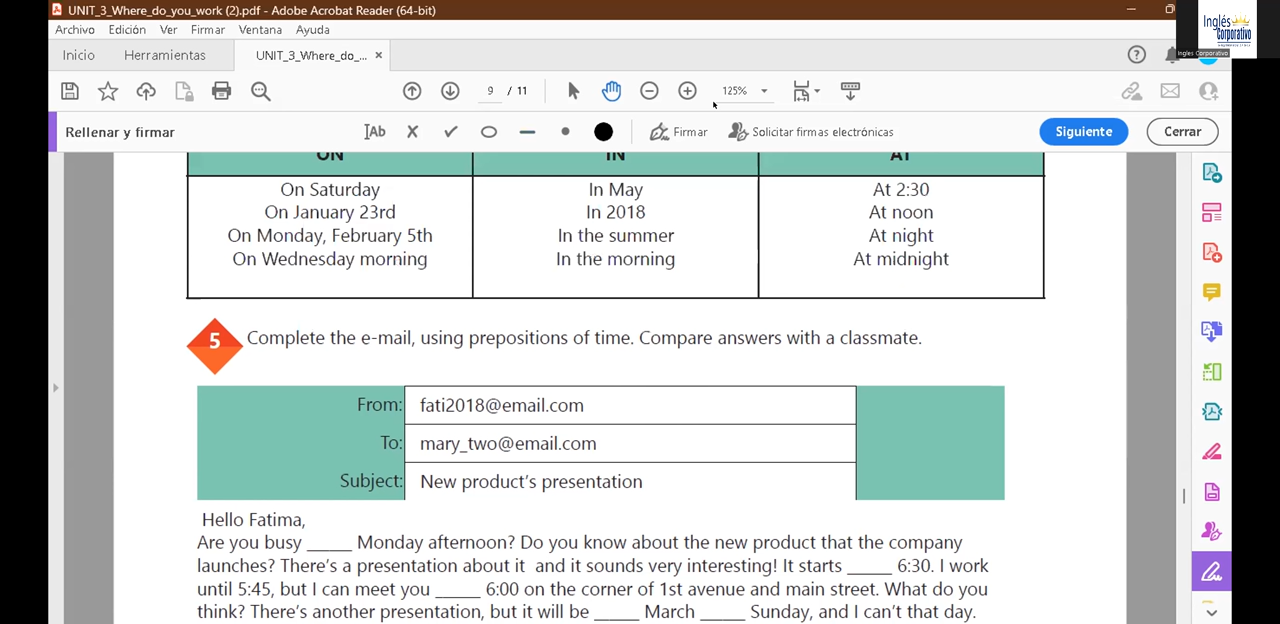 UNIT_3_Where_do_you_work (2).pdf - Adobe Acrobat Reader (64-bit)
Archivo Edición Ver Firmar Ventana Ayuda
Inicio Herramientas UNIT_3_Where_do_... ×
9 / 11 125%
Rellenar y firmar IAb Firmar Solicitar firmas electrónicas Siguiente Cerrar
Inglés
Corporativo
Inglés Corporativo
ON IN AT
On Saturday In May At 2:30
On January 23rd In 2018 At noon
On Monday, February 5th In the summer At night
On Wednesday morning In the morning At midnight
5 Complete the e-mail, using prepositions of time. Compare answers with a classmate.
From: fati2018@email.com
To: mary_two@email.com
Subject: New product's presentation
Hello Fatima,
Are you busy _____ Monday afternoon? Do you know about the new product that the company
launches? There's a presentation about it and it sounds very interesting! It starts _____ 6:30. I work
until 5:45, but I can meet you _____ 6:00 on the corner of 1st avenue and main street. What do you
think? There's another presentation, but it will be _____ March _____ Sunday, and I can't that day.